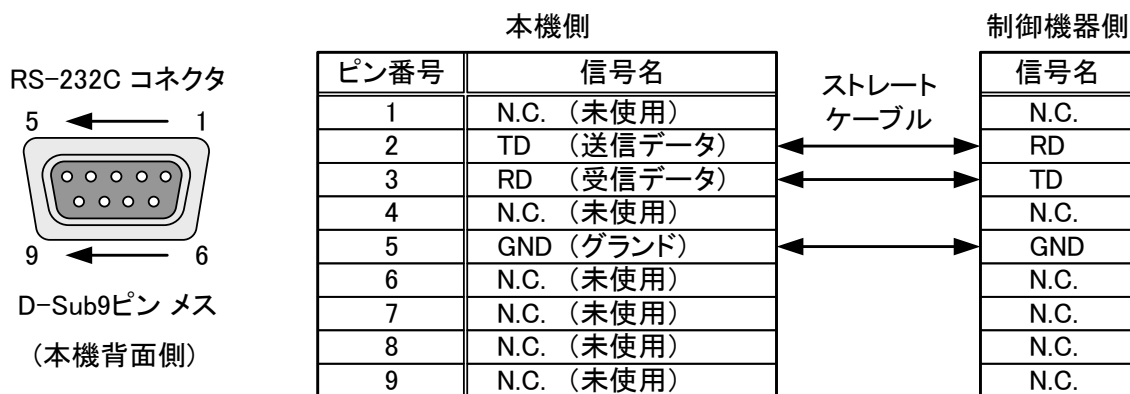 本機側
制御機器側
RS-232C コネクタ
5 1
9 6
D-Sub9ピン メス
(本機背面側)
ピン番号 信号名
1 N.C. (未使用)
2 TD (送信データ)
3 RD (受信データ)
4 N.C. (未使用)
5 GND (グランド)
6 N.C. (未使用)
7 N.C. (未使用)
8 N.C. (未使用)
9 N.C. (未使用)
ストレート
ケーブル
信号名
N.C.
RD
TD
N.C.
GND
N.C.
N.C.
N.C.
N.C.